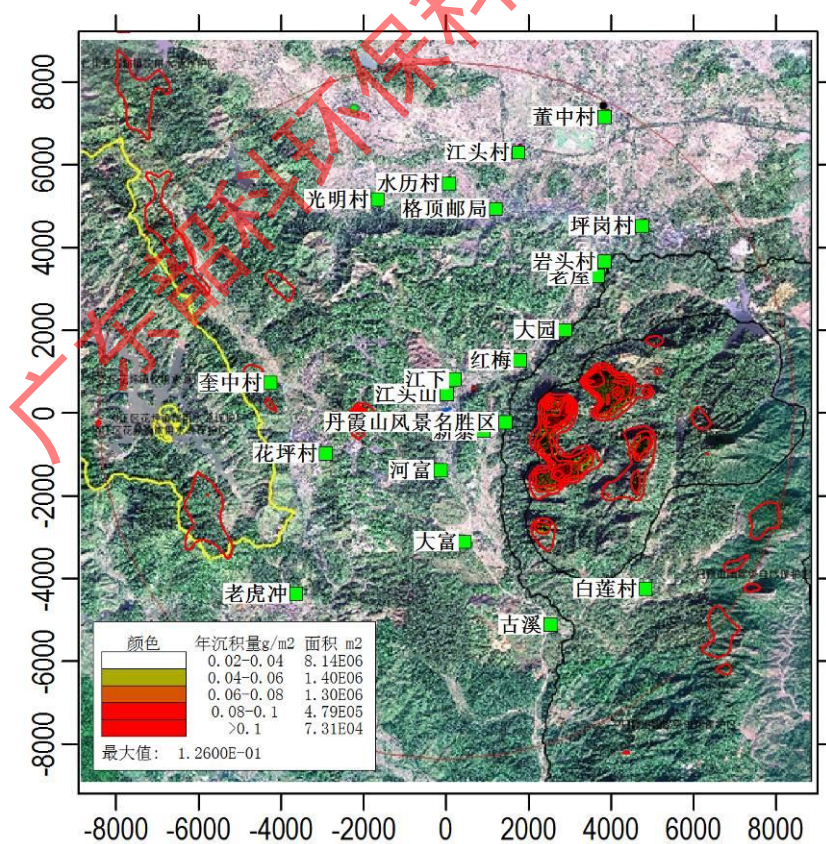 广东韶科环保科技
董中村
江头村
水历村
光明村
格顶邮局
坪岗村
岩头村
老屋
大园
红梅
江下
奎中村
江头山
丹霞山风景名胜区
花坪村
河富
大富
白莲村
老虎冲
古溪
颜色 年沉积量g/m2 面积 m2
0.02-0.04 8.14E06
0.04-0.06 1.40E06
0.06-0.08 1.30E06
0.08-0.1 4.79E05
>0.1 7.31E04
最大值: 1.2600E-01
8000
6000
4000
2000
0
-2000
-4000
-6000
-8000
-8000 -6000 -4000 -2000 0 2000 4000 6000 8000